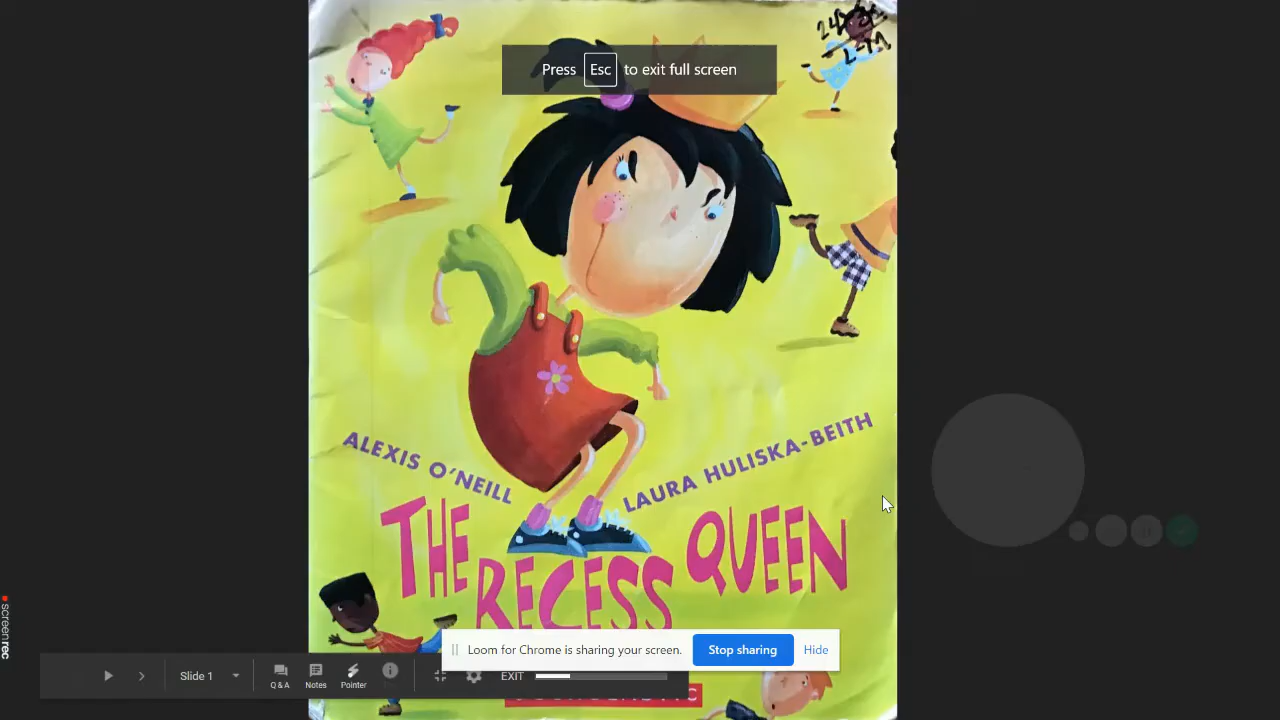 Press Esc to exit full screen
ALEXIS O'NEILL
LAURA HULISKA-BEITH
THE
RECESS
QUEEN
Loom for Chrome is sharing your screen.
Stop sharing
Hide
Slide 1
Q & A
Notes
Pointer
EXIT
screenrec